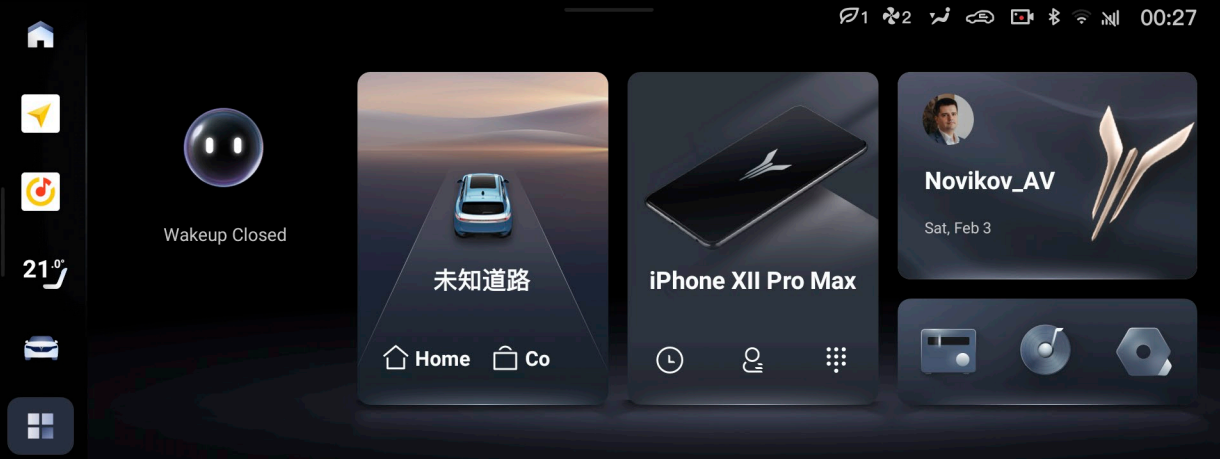 1
2
00:27
21.0°
Wakeup Closed
未知道路
Home
Co
iPhone XII Pro Max
Novikov_AV
Sat, Feb 3